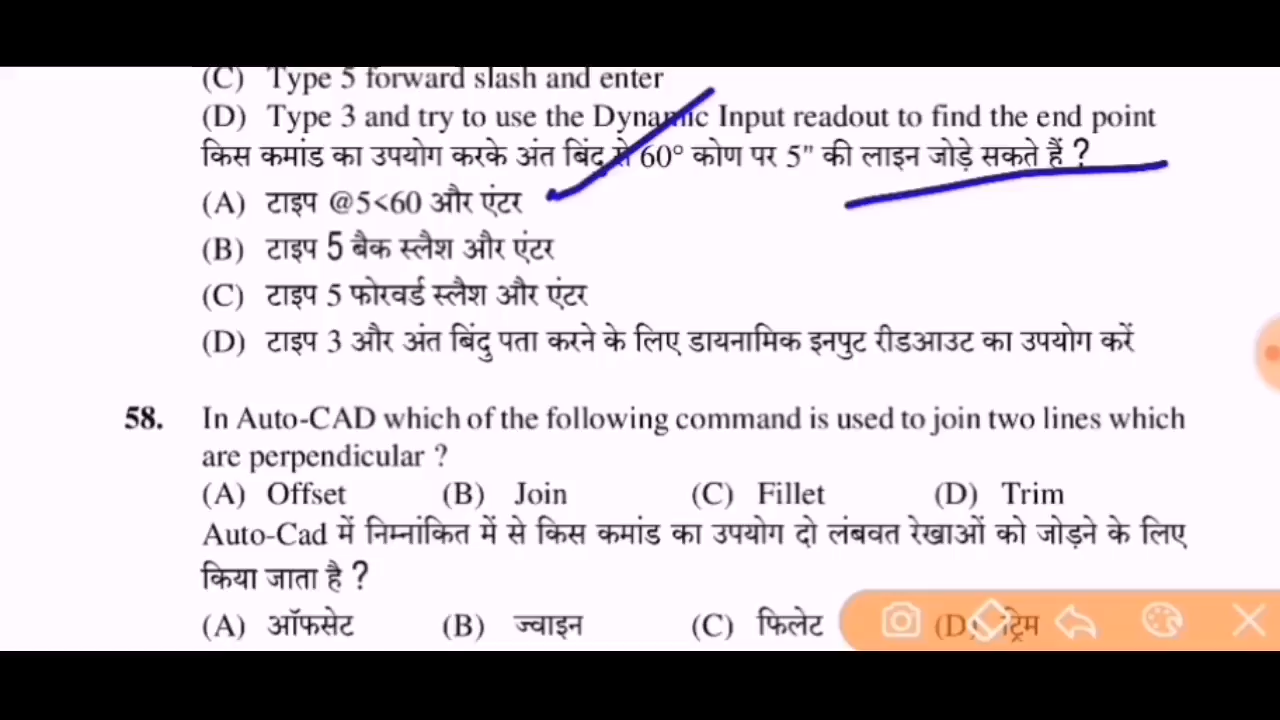 (C) Type 5 forward slash and enter
(D) Type 3 and try to use the Dynamic Input readout to find the end point
किस कमांड का उपयोग करके अंत बिंदु से 60° कोण पर 5" की लाइन जोड़े सकते हैं ?
(A) टाइप @5<60 और एंटर
(B) टाइप 5 बैक स्लैश और एंटर
(C) टाइप 5 फोरवर्ड स्लैश और एंटर
(D) टाइप 3 और अंत बिंदु पता करने के लिए डायनामिक इनपुट रीडआउट का उपयोग करें
58. In Auto-CAD which of the following command is used to join two lines which
are perpendicular ?
(A) Offset (B) Join (C) Fillet (D) Trim
Auto-Cad में निम्नांकित में से किस कमांड का उपयोग दो लंबवत रेखाओं को जोड़ने के लिए
किया जाता है ?
(A) ऑफसेट (B) ज्वाइन (C) फिलेट (D) ट्रिम